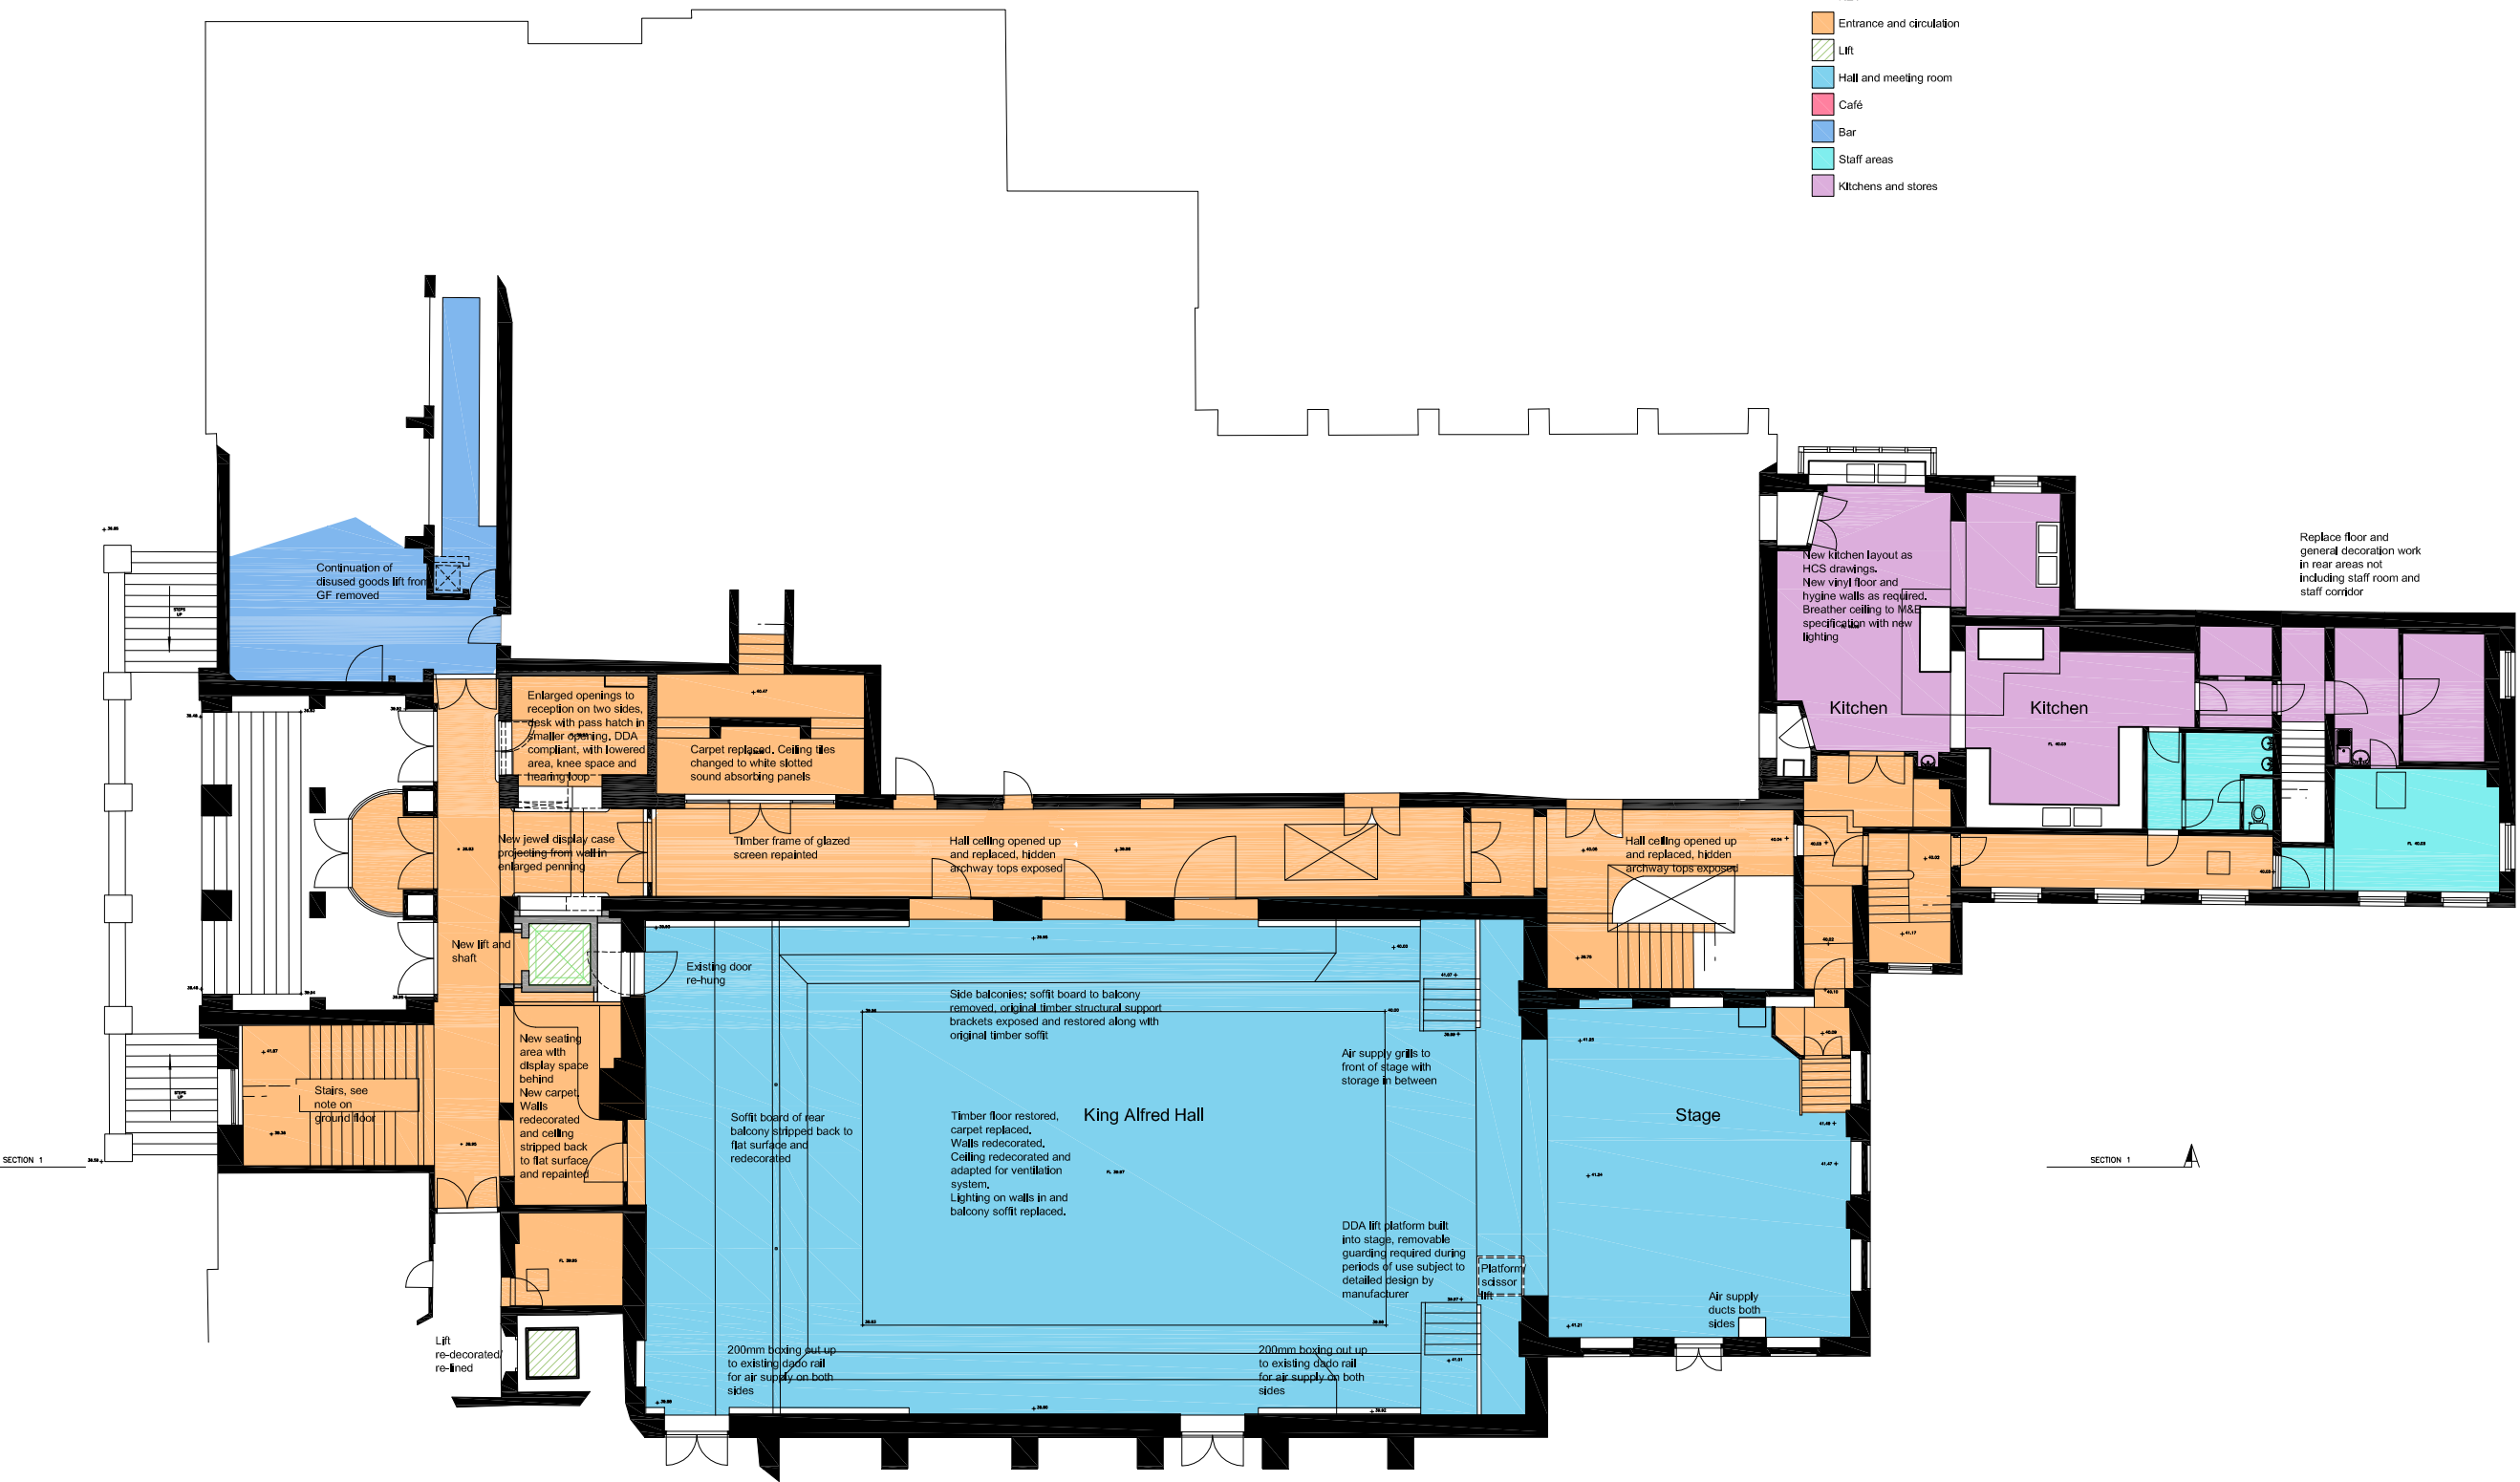 Entrance and circulation
Lift
Hall and meeting room
Café
Bar
Staff areas
Kitchens and stores
Replace floor and
general decoration work
in rear areas not
including staff room and
staff corridor
New kitchen layout as
HCS drawings.
New vinyl floor and
hygine walls as required.
Breather ceiling to M&E
specification with new
lighting
Kitchen
Kitchen
Continuation of
disused goods lift from
GF removed
STEPS
UP
Enlarged openings to
reception on two sides,
desk with pass hatch in
smaller opening. DDA
compliant, with lowered
area, knee space and
hearing loop
Carpet replaced. Ceiling tiles
changed to white slotted
sound absorbing panels
New jewel display case
projecting from wall in
enlarged penning
Timber frame of glazed
screen repainted
Hall ceiling opened up
and replaced, hidden
archway tops exposed
Hall ceiling opened up
and replaced, hidden
archway tops exposed
New lift and
shaft
Existing door
re-hung
Side balconies; soffit board to balcony
removed, original timber structural support
brackets exposed and restored along with
original timber soffit
New seating
area with
display space
behind
New carpet.
Walls
redecorated
and ceiling
stripped back
to flat surface
and repainted
Stairs, see
note on
ground floor
STEPS
UP
Air supply grills to
front of stage with
storage in between
Soffit board of rear
balcony stripped back to
flat surface and
redecorated
Timber floor restored,
carpet replaced.
Walls redecorated.
Ceiling redecorated and
adapted for ventilation
system.
Lighting on walls in and
balcony soffit replaced.
King Alfred Hall
Stage
SECTION 1
SECTION 1
DDA lift platform built
into stage, removable
guarding required during
periods of use subject to
detailed design by
manufacturer
Platform/
scissor
lift
Air supply
ducts both
sides
Lift
re-decorated/
re-lined
200mm boxing out up
to existing dado rail
for air supply on both
sides
200mm boxing out up
to existing dado rail
for air supply on both
sides